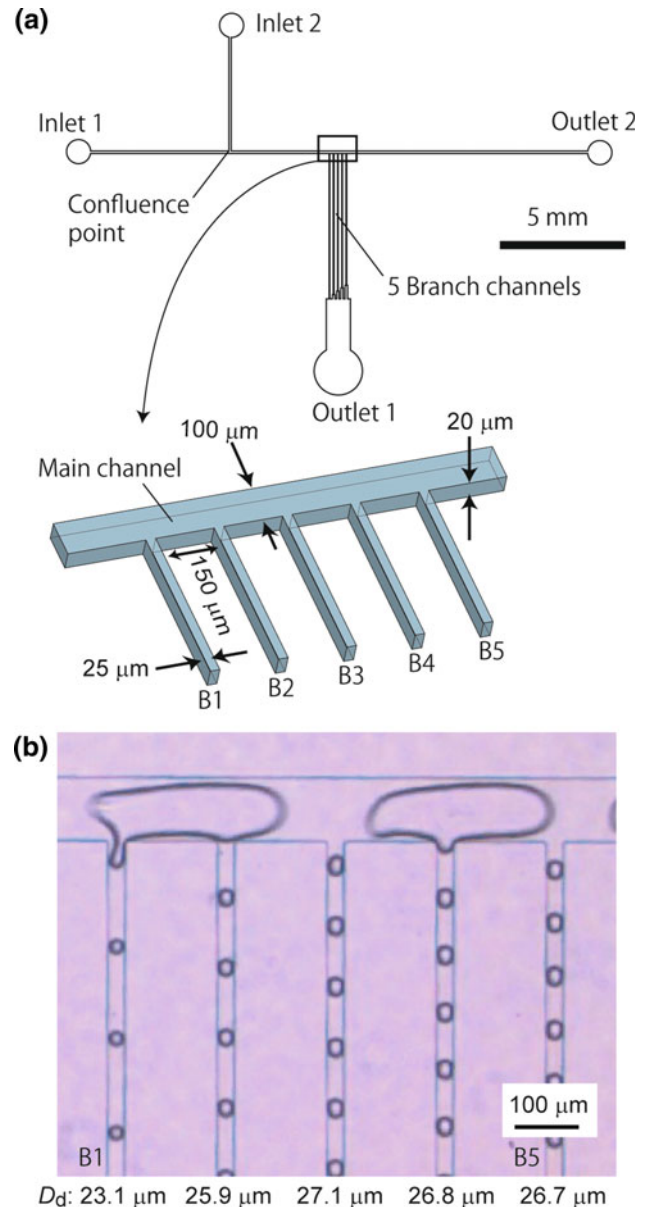 (a)
Inlet 2
Inlet 1
Outlet 2
Confluence
point
5 mm
5 Branch channels
Outlet 1
100 μm
20 μm
Main channel
150 μm
25 μm
B1
B2
B3
B4
B5
(b)
100 μm
B1
B5
Dd: 23.1 μm 25.9 μm 27.1 μm 26.8 μm 26.7 μm